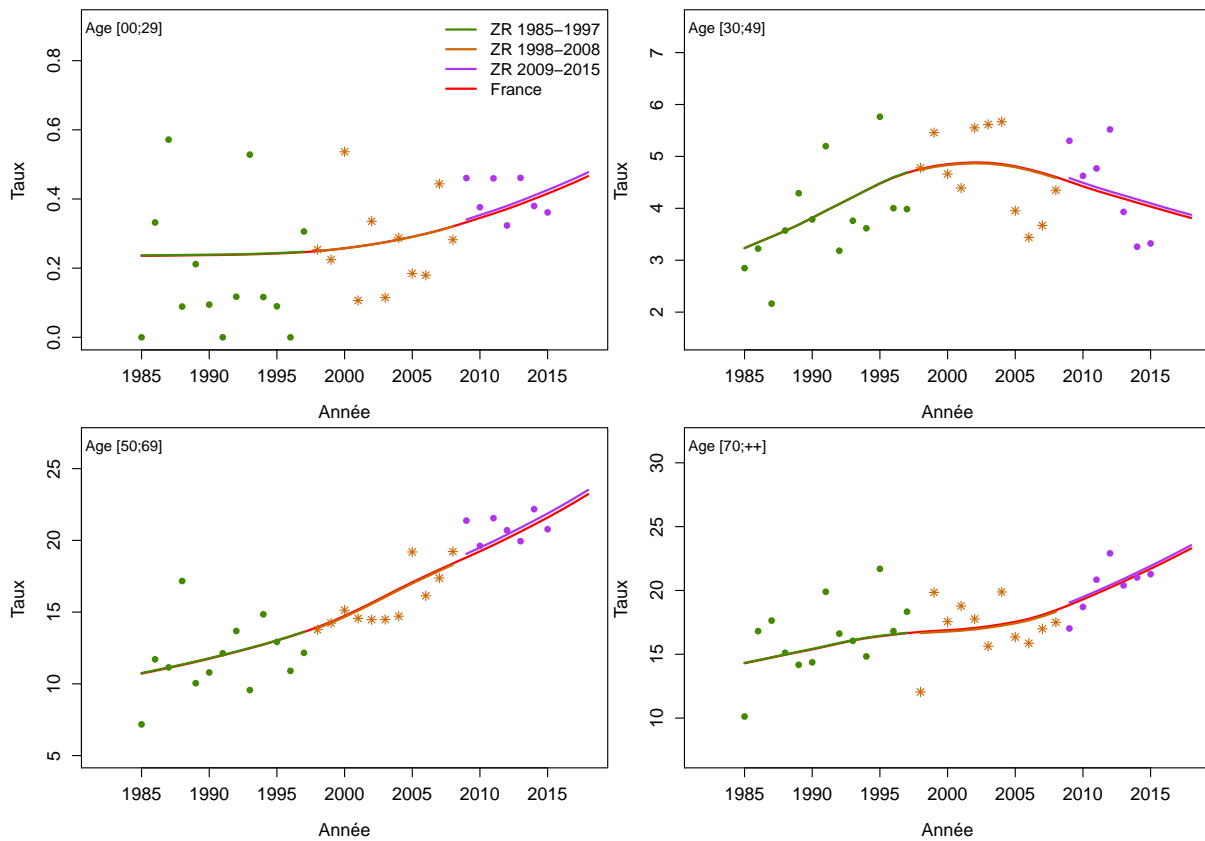 Age [00;29]
ZR 1985−1997
ZR 1998−2008
ZR 2009−2015
France
Taux
0.0 0.2 0.4 0.6 0.8
1985 1990 1995 2000 2005 2010 2015
Année
Age [30;49]
Taux
2 3 4 5 6 7
1985 1990 1995 2000 2005 2010 2015
Année
Age [50;69]
Taux
5 10 15 20 25
1985 1990 1995 2000 2005 2010 2015
Année
Age [70;++]
Taux
10 15 20 25 30
1985 1990 1995 2000 2005 2010 2015
Année